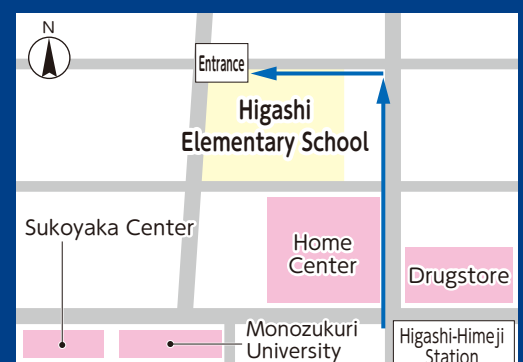 N
Entrance
Higashi
Elementary School
Sukoyaka Center
Home
Center
Drugstore
Monozukuri
University
Higashi-Himeji
Station